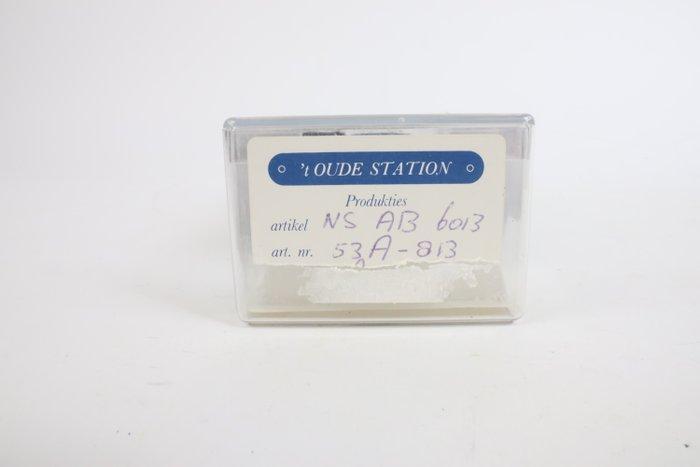 't OUDE STATION
Produkties
artikel NS AB 6013
art. nr. 53A-813